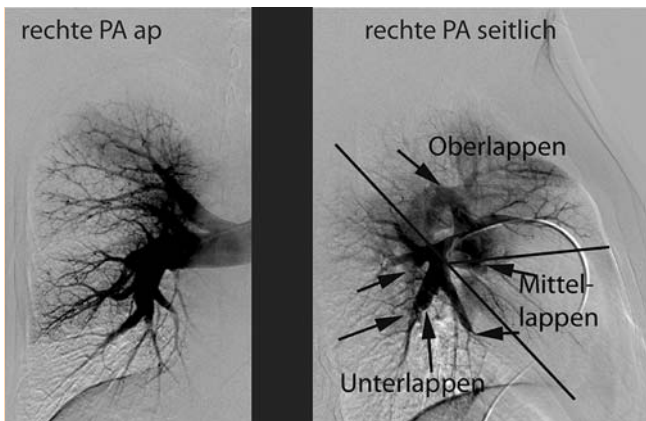 rechte PA ap
rechte PA seitlich
Oberlappen
Mittel-
lappen
Unterlappen